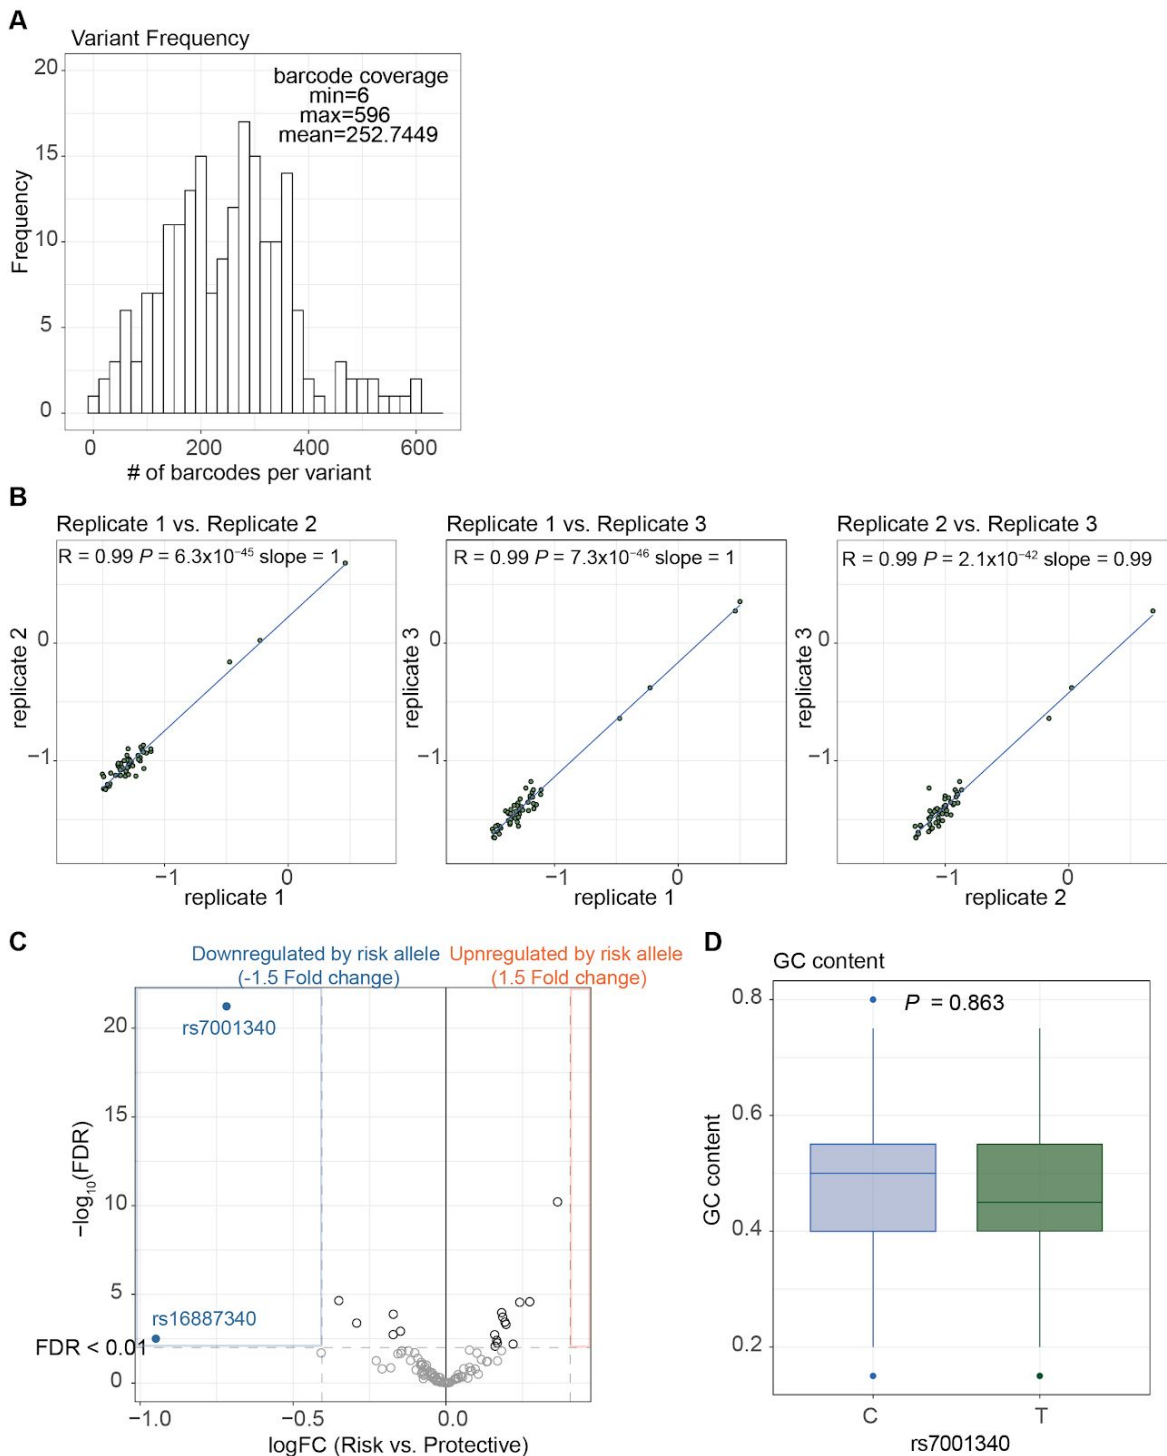 A
Variant Frequency
barcode coverage
min=6
max=596
mean=252.7449
20
15
10
5
0
Frequency
0 200 400 600
# of barcodes per variant
B
Replicate 1 vs. Replicate 2
R = 0.99 P = 6.3x10⁻⁴⁵ slope = 1
0
−1
replicate 2
−1 0
replicate 1
Replicate 1 vs. Replicate 3
R = 0.99 P = 7.3x10⁻⁴⁶ slope = 1
0
−1
replicate 3
−1 0
replicate 1
Replicate 2 vs. Replicate 3
R = 0.99 P = 2.1x10⁻⁴² slope = 0.99
0
−1
replicate 3
−1 0
replicate 2
C
Downregulated by risk allele
(-1.5 Fold change)
Upnregulated by risk allele
(1.5 Fold change)
20
15
10
5
0
−log₁₀(FDR)
rs7001340
rs16887340
FDR < 0.01
−1.0 −0.5 0.0
logFC (Risk vs. Protective)
D
GC content
P = 0.863
0.8
0.6
0.4
0.2
GC content
C T
rs7001340